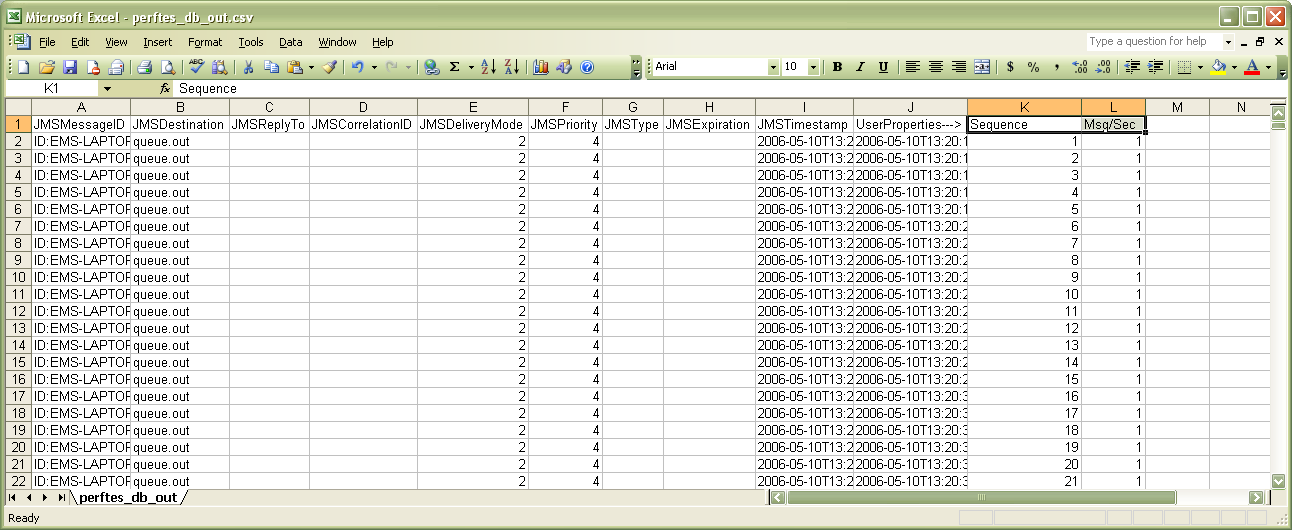 Microsoft Excel - perftes_db_out.csv
File Edit View Insert Format Tools Data Window Help Type a question for help
Arial 10 B I U $ % ,
K1 fx Sequence
A B C D E F G H I J K L M N
1 JMSMessageID JMSDestination JMSReplyTo JMSCorrelationID JMSDeliveryMode JMSPriority JMSType JMSExpiration JMSTimestamp UserProperties---> Sequence Msg/Sec
2 ID:EMS-LAPTOP queue.out 2 4 2006-05-10T13:2 2006-05-10T13:20:1 1 1
3 ID:EMS-LAPTOP queue.out 2 4 2006-05-10T13:2 2006-05-10T13:20:1 2 1
4 ID:EMS-LAPTOP queue.out 2 4 2006-05-10T13:2 2006-05-10T13:20:1 3 1
5 ID:EMS-LAPTOP queue.out 2 4 2006-05-10T13:2 2006-05-10T13:20:1 4 1
6 ID:EMS-LAPTOP queue.out 2 4 2006-05-10T13:2 2006-05-10T13:20:1 5 1
7 ID:EMS-LAPTOP queue.out 2 4 2006-05-10T13:2 2006-05-10T13:20:2 6 1
8 ID:EMS-LAPTOP queue.out 2 4 2006-05-10T13:2 2006-05-10T13:20:2 7 1
9 ID:EMS-LAPTOP queue.out 2 4 2006-05-10T13:2 2006-05-10T13:20:2 8 1
10 ID:EMS-LAPTOP queue.out 2 4 2006-05-10T13:2 2006-05-10T13:20:2 9 1
11 ID:EMS-LAPTOP queue.out 2 4 2006-05-10T13:2 2006-05-10T13:20:2 10 1
12 ID:EMS-LAPTOP queue.out 2 4 2006-05-10T13:2 2006-05-10T13:20:2 11 1
13 ID:EMS-LAPTOP queue.out 2 4 2006-05-10T13:2 2006-05-10T13:20:2 12 1
14 ID:EMS-LAPTOP queue.out 2 4 2006-05-10T13:2 2006-05-10T13:20:2 13 1
15 ID:EMS-LAPTOP queue.out 2 4 2006-05-10T13:2 2006-05-10T13:20:2 14 1
16 ID:EMS-LAPTOP queue.out 2 4 2006-05-10T13:2 2006-05-10T13:20:2 15 1
17 ID:EMS-LAPTOP queue.out 2 4 2006-05-10T13:2 2006-05-10T13:20:3 16 1
18 ID:EMS-LAPTOP queue.out 2 4 2006-05-10T13:2 2006-05-10T13:20:3 17 1
19 ID:EMS-LAPTOP queue.out 2 4 2006-05-10T13:2 2006-05-10T13:20:3 18 1
20 ID:EMS-LAPTOP queue.out 2 4 2006-05-10T13:2 2006-05-10T13:20:3 19 1
21 ID:EMS-LAPTOP queue.out 2 4 2006-05-10T13:2 2006-05-10T13:20:3 20 1
22 ID:EMS-LAPTOP queue.out 2 4 2006-05-10T13:2 2006-05-10T13:20:3 21 1
perftes_db_out
Ready